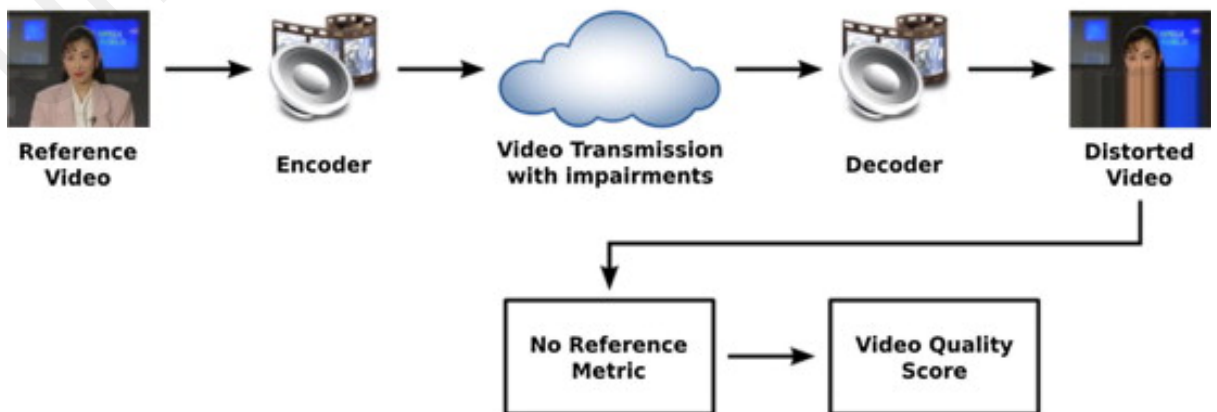 Reference
Video
Encoder
Video Transmission
with impairments
Decoder
Distorted
Video
No Reference
Metric
Video Quality
Score